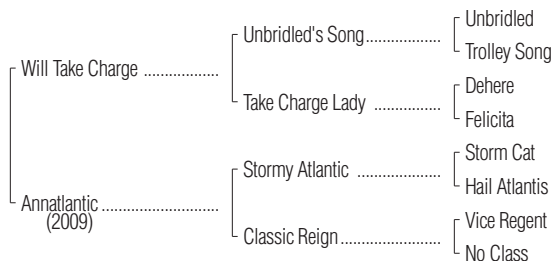 Unbridled
Unbridled's Song
Trolley Song
Will Take Charge
Dehere
Take Charge Lady
Felicita
Storm Cat
Stormy Atlantic
Hail Atlantis
Annatlantic
(2009)
Vice Regent
Classic Reign
No Class